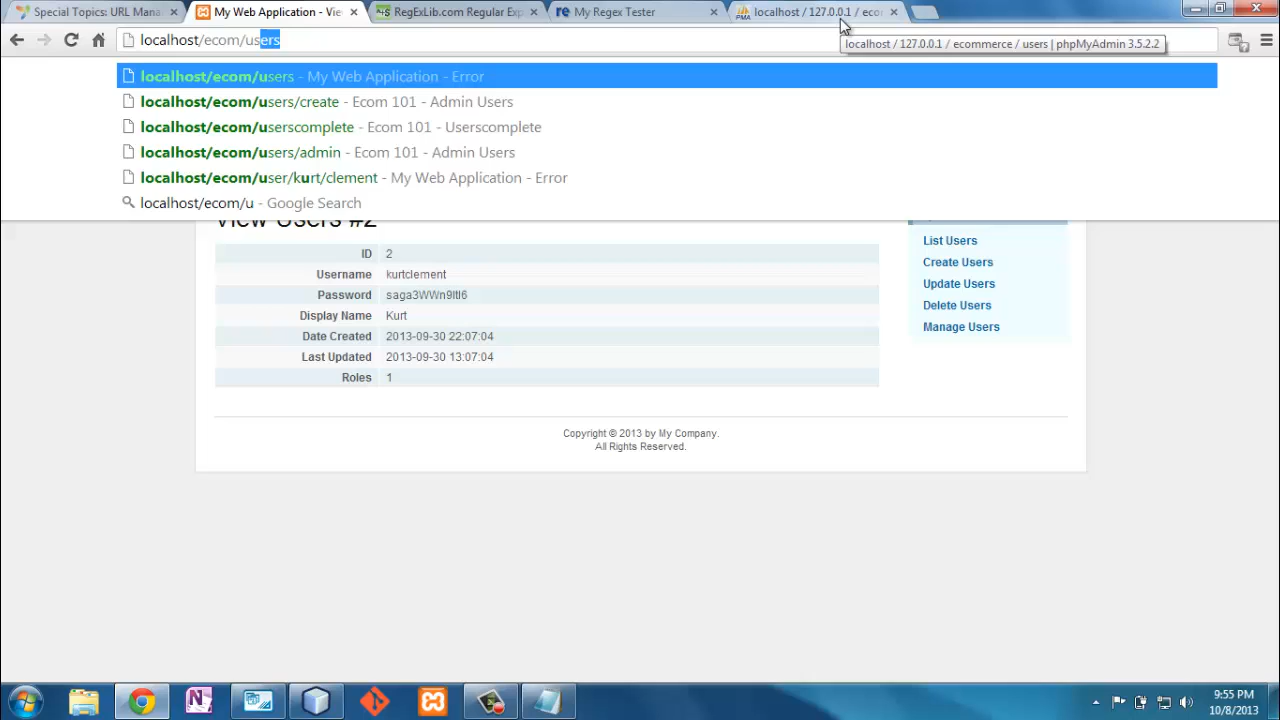 Special Topics: URL Mana
My Web Application - Vie
RegExLib.com Regular Exp
My Regex Tester
localhost / 127.0.0.1 / ecor
localhost/ecom/users
localhost / 127.0.0.1 / ecommerce / users | phpMyAdmin 3.5.2.2
localhost/ecom/users - My Web Application - Error
localhost/ecom/users/create - Ecom 101 - Admin Users
localhost/ecom/userscomplete - Ecom 101 - Userscomplete
localhost/ecom/users/admin - Ecom 101 - Admin Users
localhost/ecom/user/kurt/clement - My Web Application - Error
localhost/ecom/u - Google Search
View Users #2
ID 2
Username kurtclement
Display Name Kurt
Date Created 2013-09-30 22:07:04
Last Updated 2013-09-30 13:07:04
Roles 1
List Users
Create Users
Update Users
Delete Users
Manage Users
Copyright © 2013 by My Company.
All Rights Reserved.
9:55 PM
10/8/2013